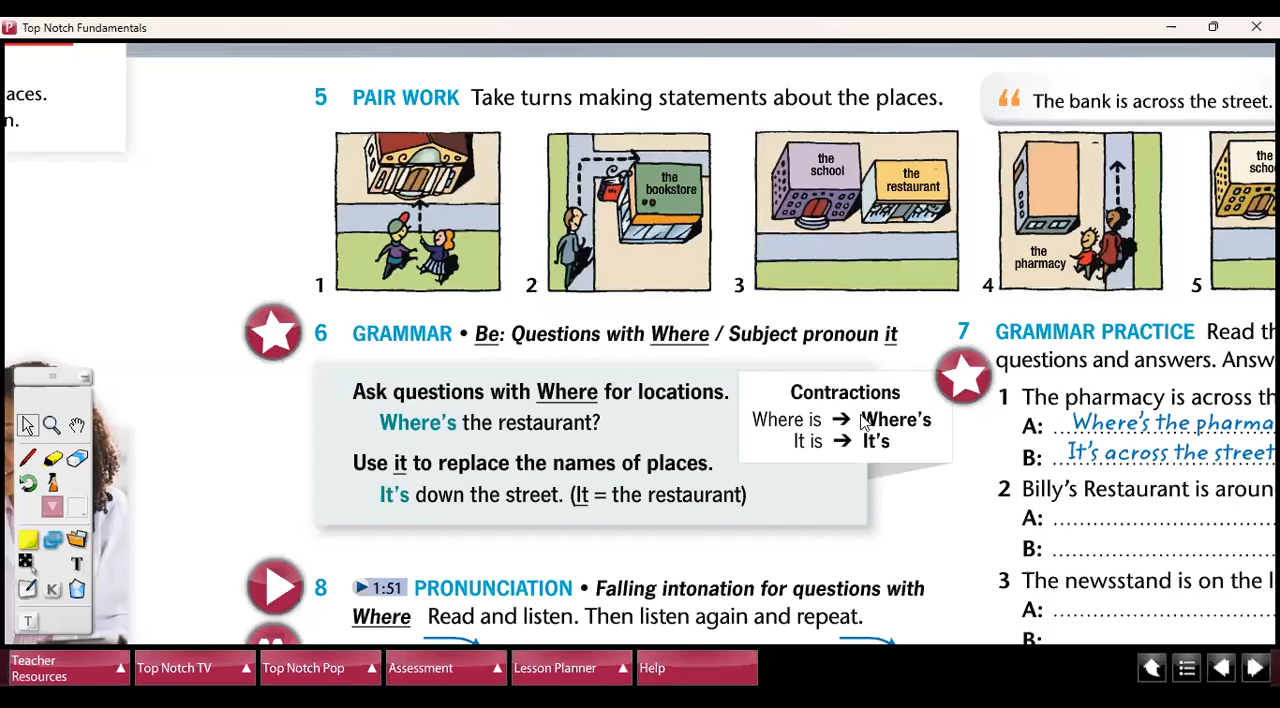 Top Notch Fundamentals
aces.
n.
5 PAIR WORK Take turns making statements about the places.
“ The bank is across the street.
the bookstore
the school
the restaurant
the pharmacy
the
1
2
3
4
5
6 GRAMMAR • Be: Questions with Where / Subject pronoun it
Ask questions with Where for locations.
Where's the restaurant?
Use it to replace the names of places.
It's down the street. (It = the restaurant)
Contractions
Where is → Where's
It is → It's
7 GRAMMAR PRACTICE Read th
questions and answers. Answ
1 The pharmacy is across th
A: Where's the pharma
B: It's across the street
2 Billy's Restaurant is aroun
A:
B:
3 The newsstand is on the l
A:
B:
8 1:51 PRONUNCIATION • Falling intonation for questions with
Where Read and listen. Then listen again and repeat.
T
K
T
Teacher Resources
Top Notch TV
Top Notch Pop
Assessment
Lesson Planner
Help